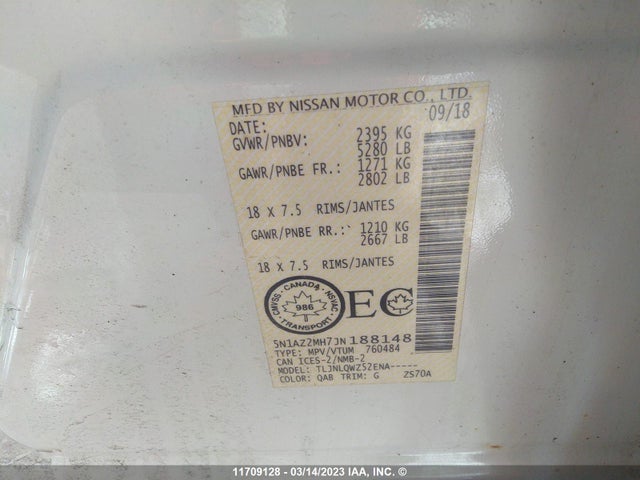 MFD BY NISSAN MOTOR CO., LTD.
DATE: 09/18
GVWR/PNBV: 2395 KG
5280 LB
GAWR/PNBE FR.: 1271 KG
2802 LB
18 X 7.5 RIMS/JANTES
GAWR/PNBE RR.: 1210 KG
2667 LB
18 X 7.5 RIMS/JANTES
CANADA
CMVSS NSVAC
986
TRANSPORT
EC
5N1AZ2MH7JN188148
TYPE: MPV/VTUM 760484
CAN ICES-2/NMB-2
MODEL: TLJNLQWZ52ENA-----
COLOR: QAB TRIM: G ZS70A
11709128 - 03/14/2023 IAA, INC. ©